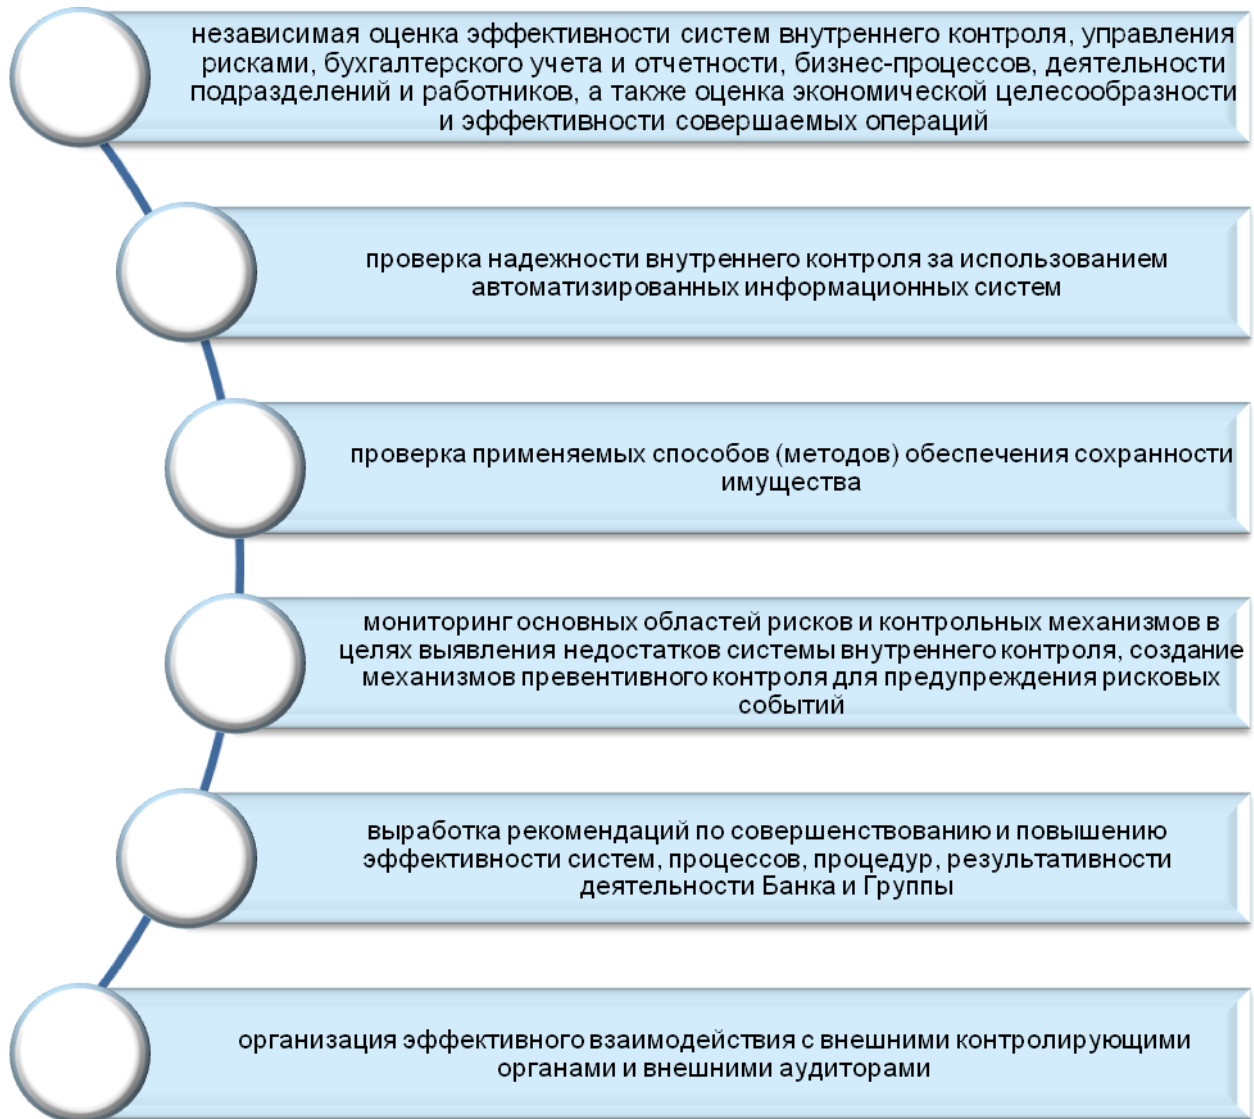 независимая оценка эффективности систем внутреннего контроля, управления
рисками, бухгалтерского учета и отчетности, бизнес-процессов, деятельности
подразделений и работников, а также оценка экономической целесообразности
и эффективности совершаемых операций
проверка надежности внутреннего контроля за использованием
автоматизированных информационных систем
проверка применяемых способов (методов) обеспечения сохранности
имущества
мониторинг основных областей рисков и контрольных механизмов в
целях выявления недостатков системы внутреннего контроля, создание
механизмов превентивного контроля для предупреждения рисковых
событий
выработка рекомендаций по совершенствованию и повышению
эффективности систем, процессов, процедур, результативности
деятельности Банка и Группы
организация эффективного взаимодействия с внешними контролирующими
органами и внешними аудиторами